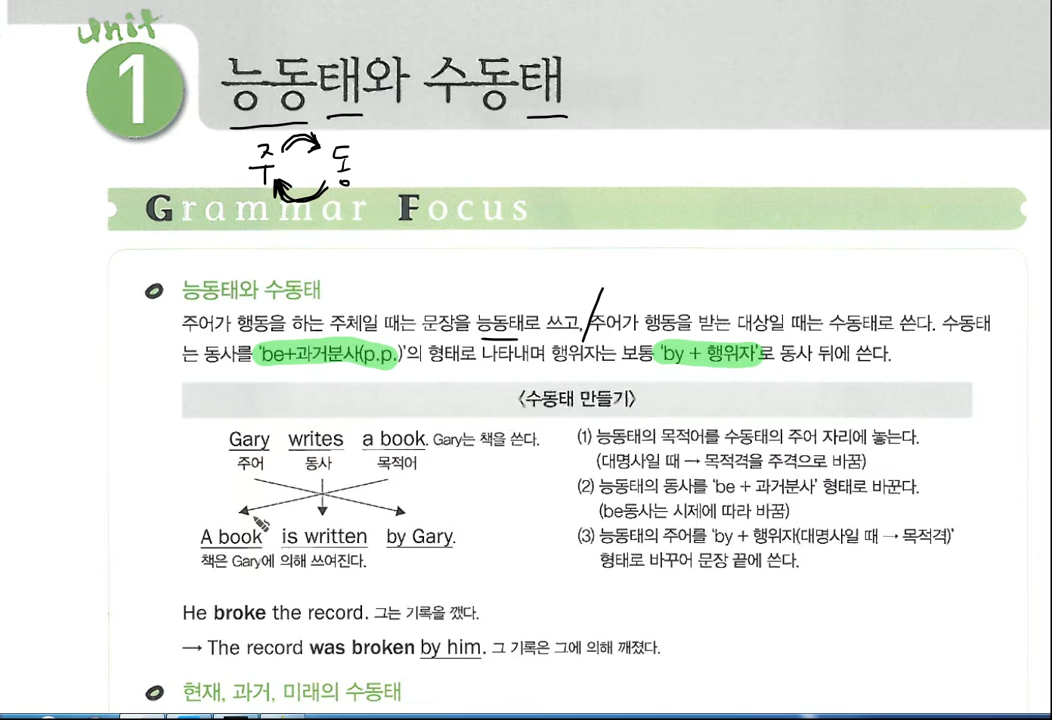 unit
1 능동태와 수동태
주 동
Grammar Focus
능동태와 수동태
주어가 행동을 하는 주체일 때는 문장을 능동태로 쓰고, 주어가 행동을 받는 대상일 때는 수동태로 쓴다. 수동태
는 동사를 'be+과거분사(p.p.)'의 형태로 나타내며 행위자는 보통 'by + 행위자'로 동사 뒤에 쓴다.
〈수동태 만들기〉
Gary writes a book. Gary는 책을 쓴다.
주어 동사 목적어
A book is written by Gary.
책은 Gary에 의해 쓰여진다.
(1) 능동태의 목적어를 수동태의 주어 자리에 놓는다.
(대명사일 때 → 목적격을 주격으로 바꿈)
(2) 능동태의 동사를 'be + 과거분사' 형태로 바꾼다.
(be동사는 시제에 따라 바꿈)
(3) 능동태의 주어를 'by + 행위자(대명사일 때 → 목적격)'
형태로 바꾸어 문장 끝에 쓴다.
He broke the record. 그는 기록을 깼다.
→ The record was broken by him. 그 기록은 그에 의해 깨졌다.
현재, 과거, 미래의 수동태